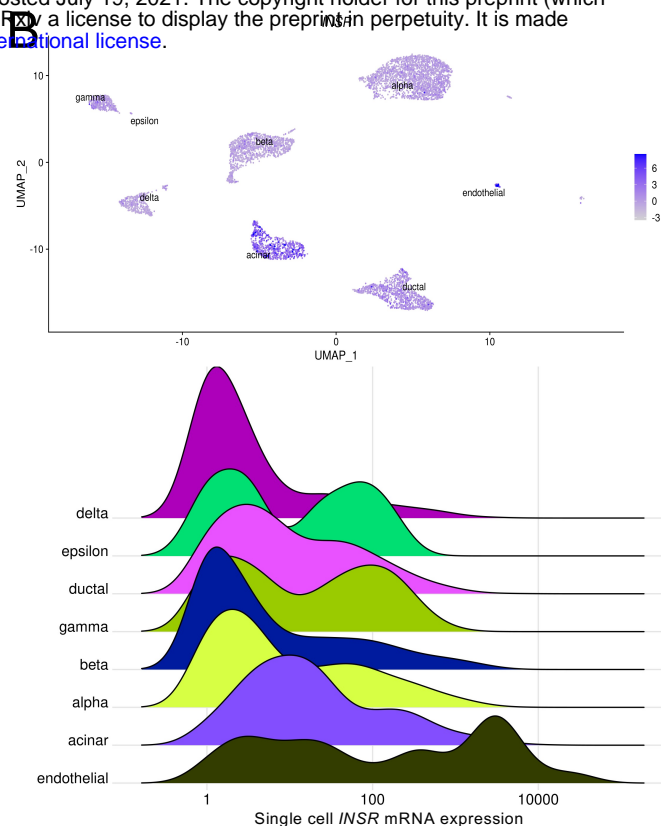 osted July 19, 2021. The copyright holder for this preprint (which
Rxiv a license to display the preprint in perpetuity. It is made
ernational license.
B
INSR
10
0
-10
UMAP_2
gamma
epsilon
alpha
beta
delta
endothelial
acinar
ductal
6
3
0
-3
-10
0
10
UMAP_1
delta
epsilon
ductal
gamma
beta
alpha
acinar
endothelial
1
100
10000
Single cell INSR mRNA expression